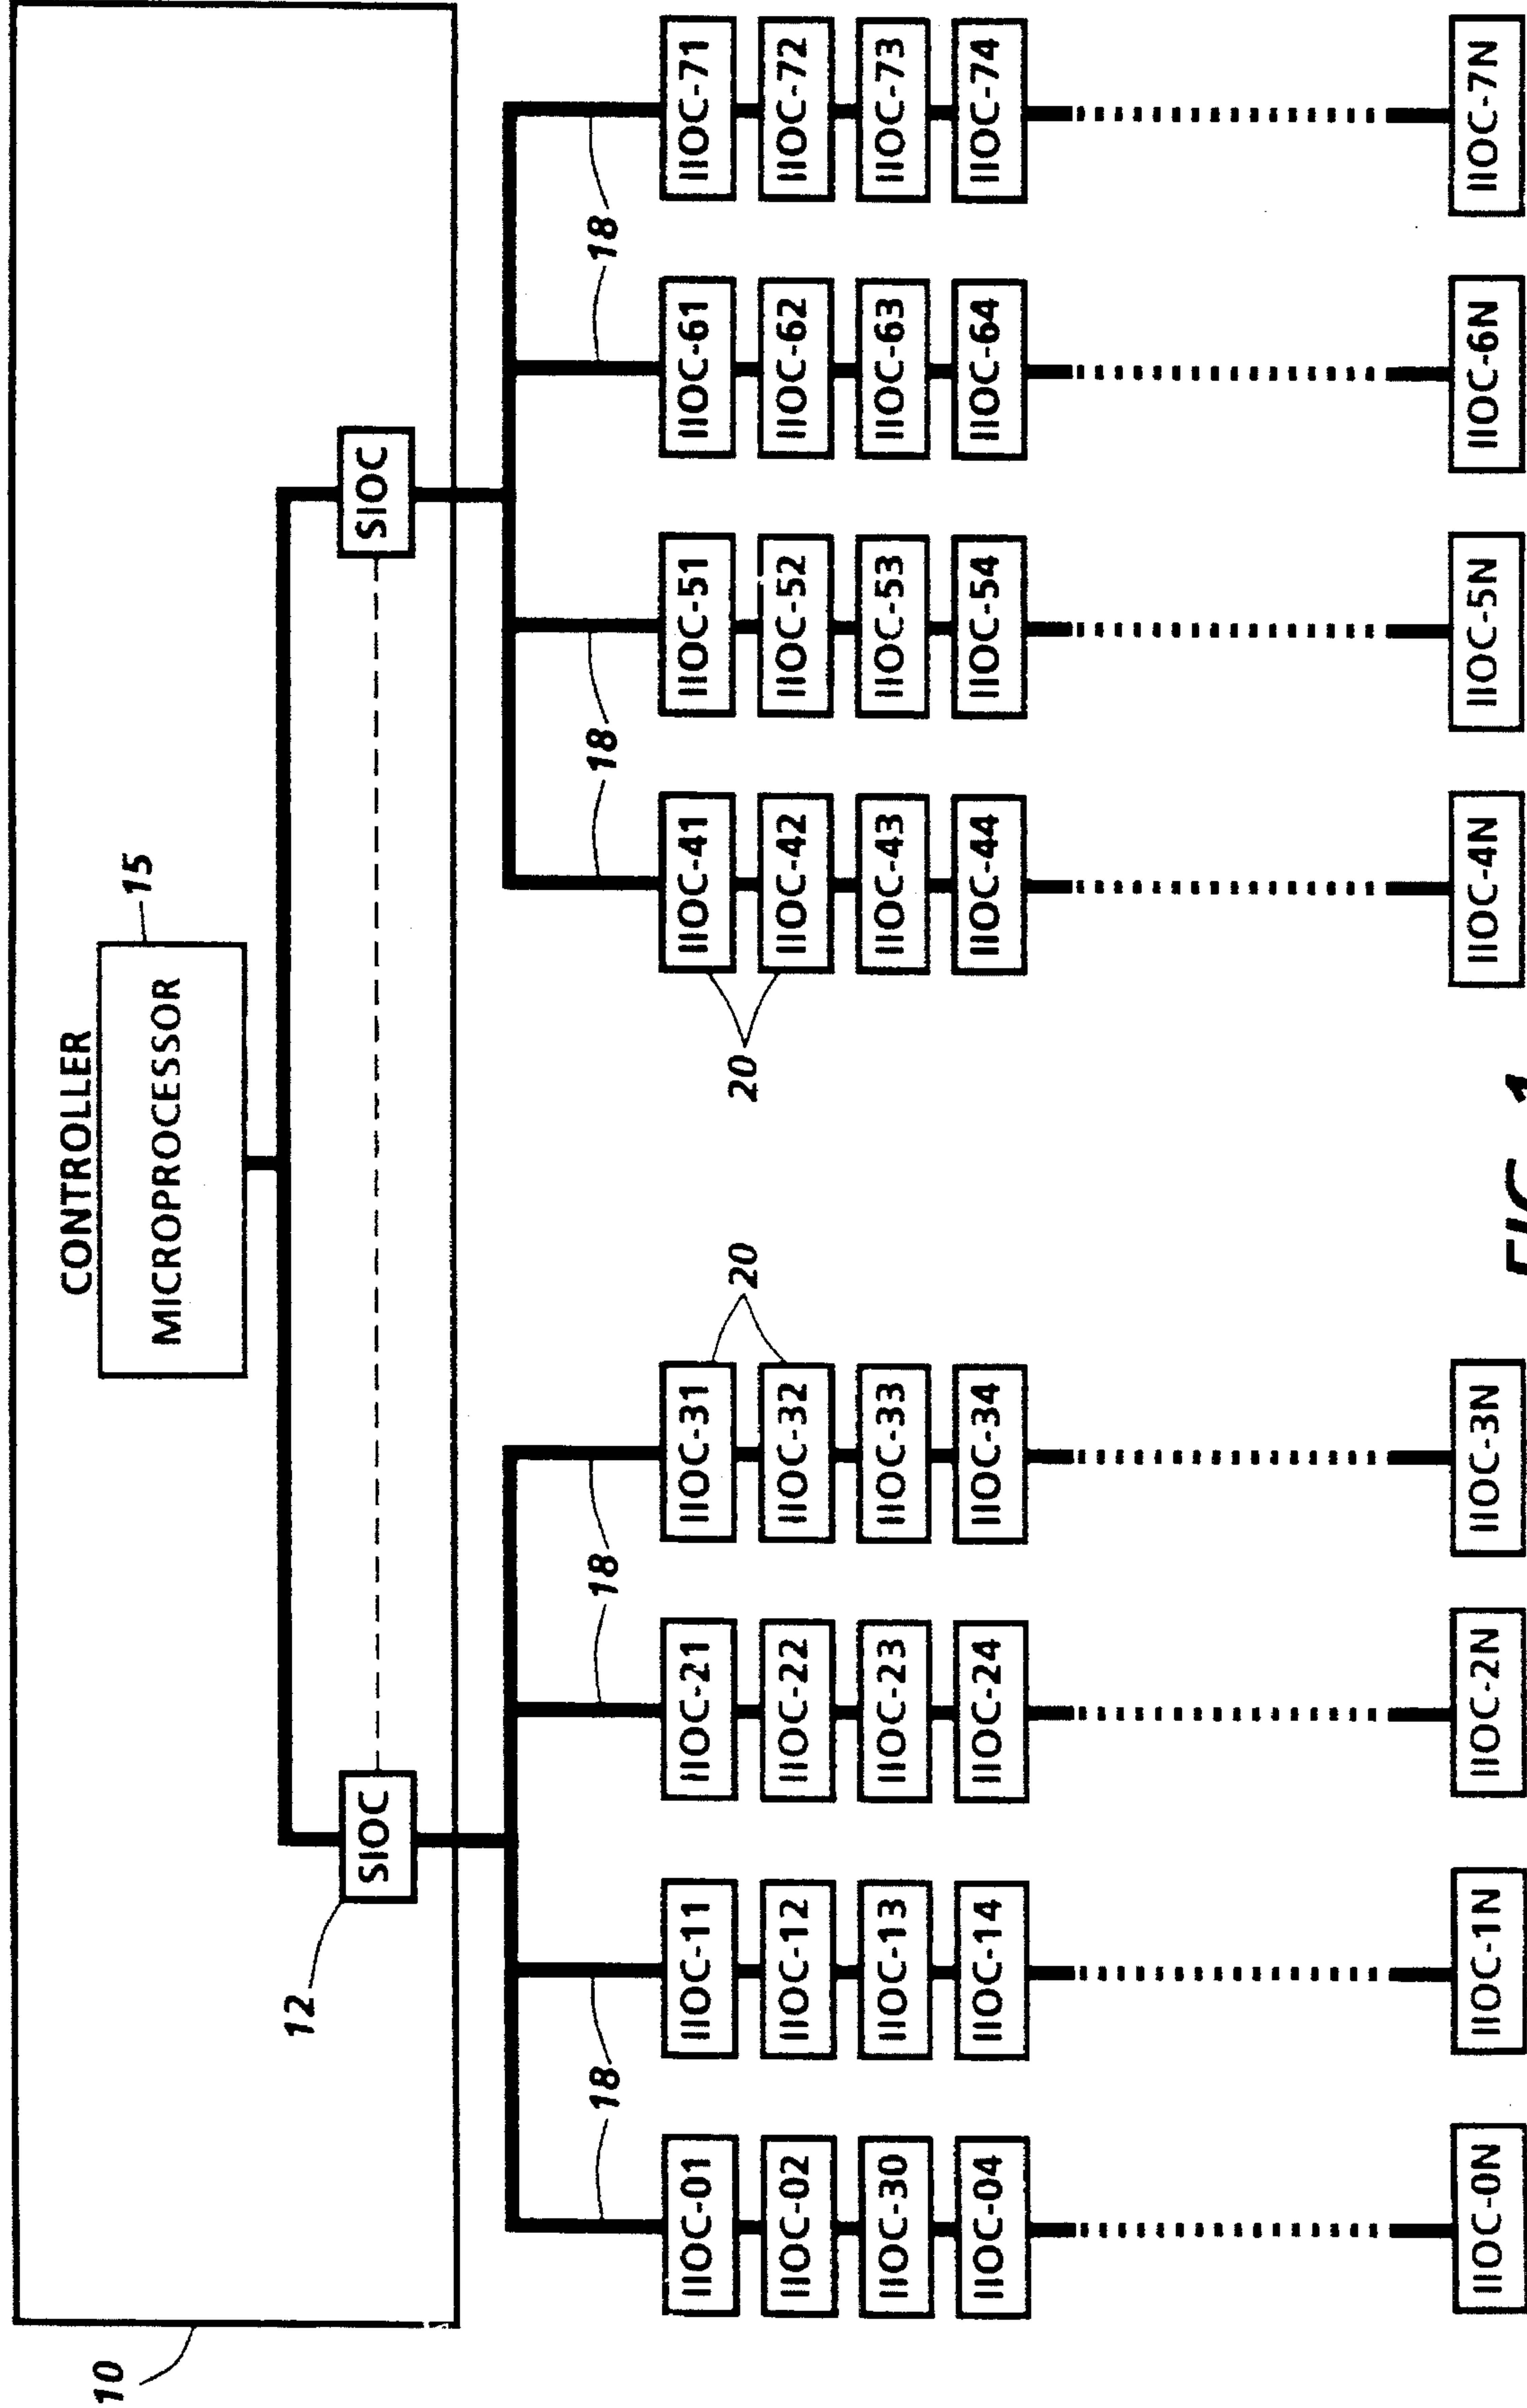 10
CONTROLLER
15
MICROPROCESSOR
12
SIOC
SIOC
18
18
18
18
IIOC-01
IIOC-11
IIOC-21
IIOC-31
IIOC-41
IIOC-51
IIOC-61
IIOC-71
20
20
IIOC-02
IIOC-12
IIOC-22
IIOC-32
IIOC-42
IIOC-52
IIOC-62
IIOC-72
IIOC-30
IIOC-13
IIOC-23
IIOC-33
IIOC-43
IIOC-53
IIOC-63
IIOC-73
IIOC-04
IIOC-14
IIOC-24
IIOC-34
IIOC-44
IIOC-54
IIOC-64
IIOC-74
IIOC-0N
IIOC-1N
IIOC-2N
IIOC-3N
IIOC-4N
IIOC-5N
IIOC-6N
IIOC-7N
FIG. 1